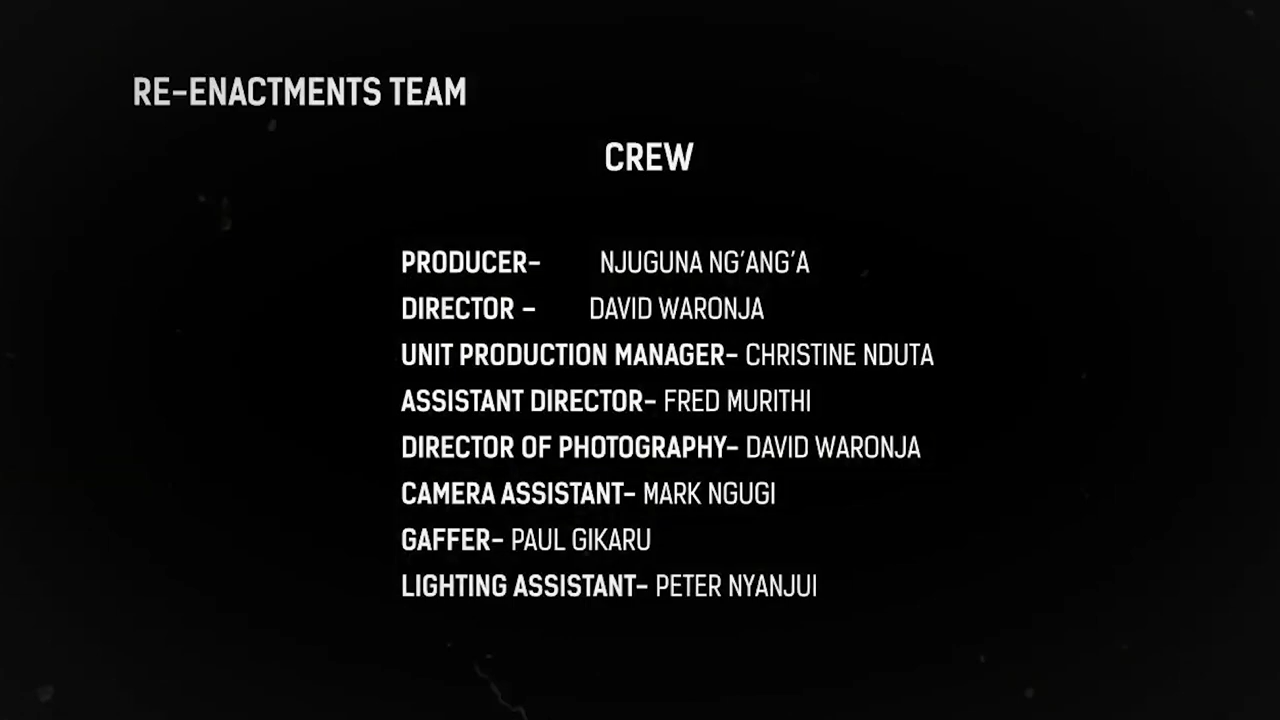 RE-ENACTMENTS TEAM
CREW
PRODUCER- NJUGUNA NG'ANG'A
DIRECTOR - DAVID WARONJA
UNIT PRODUCTION MANAGER- CHRISTINE NDUTA
ASSISTANT DIRECTOR- FRED MURITHI
DIRECTOR OF PHOTOGRAPHY- DAVID WARONJA
CAMERA ASSISTANT- MARK NGUGI
GAFFER- PAUL GIKARU
LIGHTING ASSISTANT- PETER NYANJUI